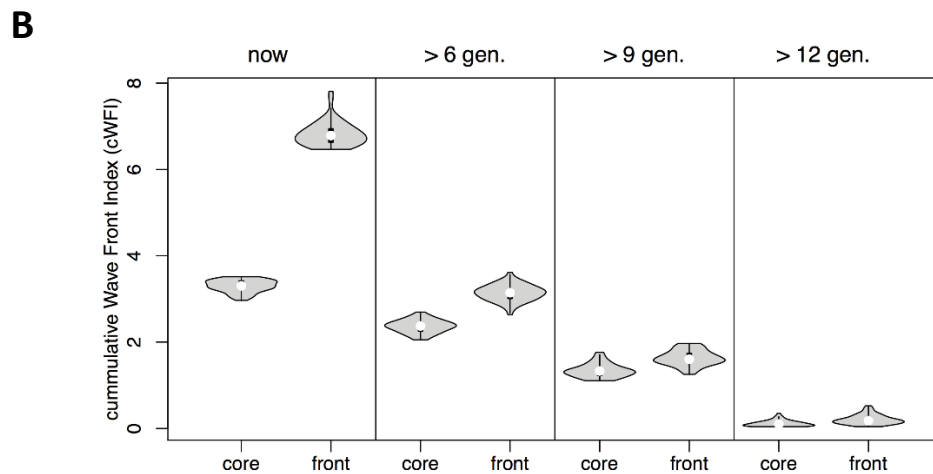 B
now > 6 gen. > 9 gen. > 12 gen.
cummulative Wave Front Index (cWFI)
8
6
4
2
0
core front core front core front core front